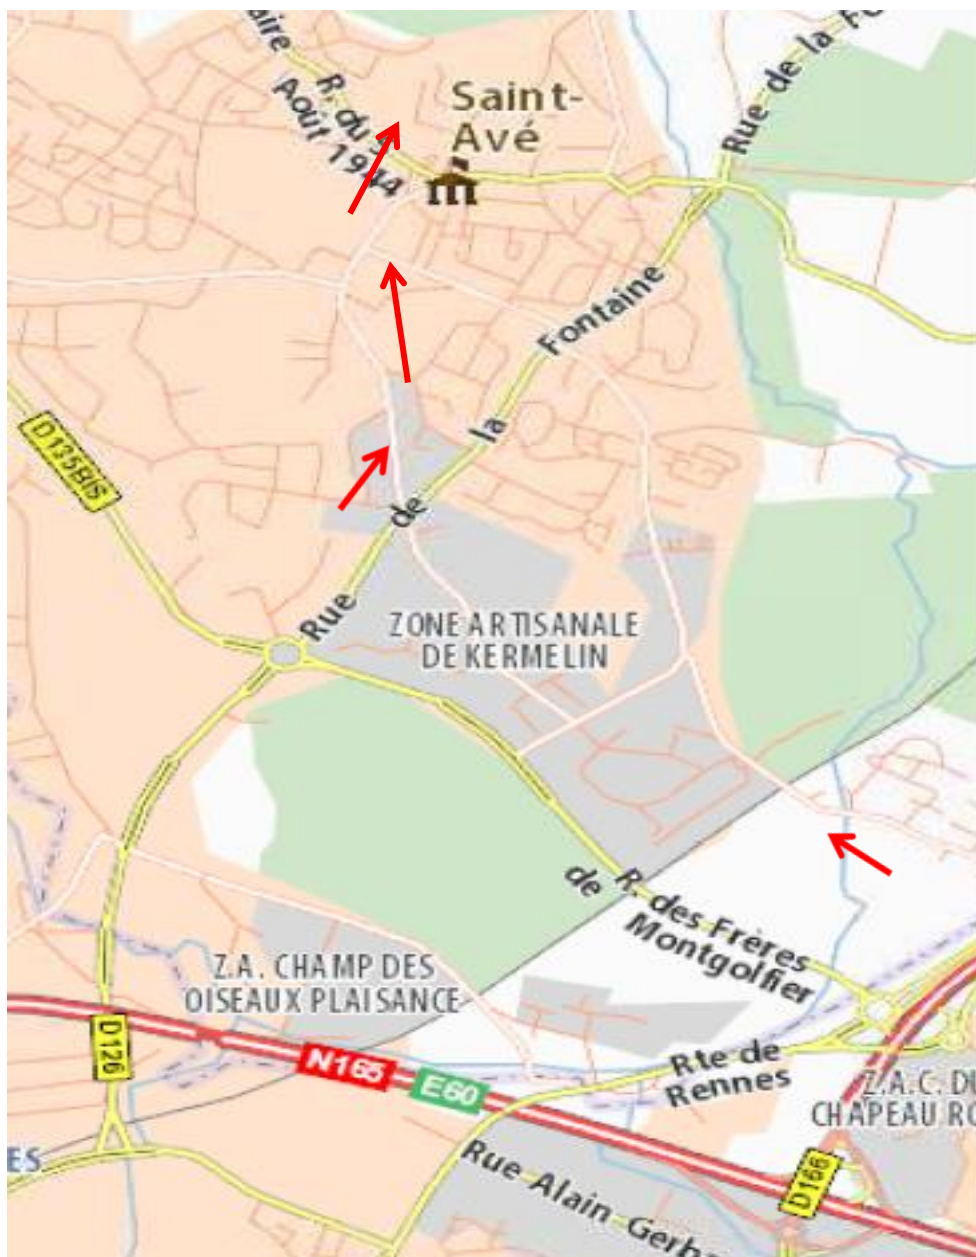 aire
R. du
Août 1944
Saint-
Avé
Rue de la
Fontaine
la
de
Rue
D135BIS
ZONE ARTISANALE
DE KERMELIN
de
R. des Frères
Montgolfier
Z.A. CHAMP DES
OISEAUX PLAISANCE
D126
N165
E60
Rte de
Rennes
Z.A.C. DU
CHAPEAU RO
ES
Rue Alain Gerba
D166